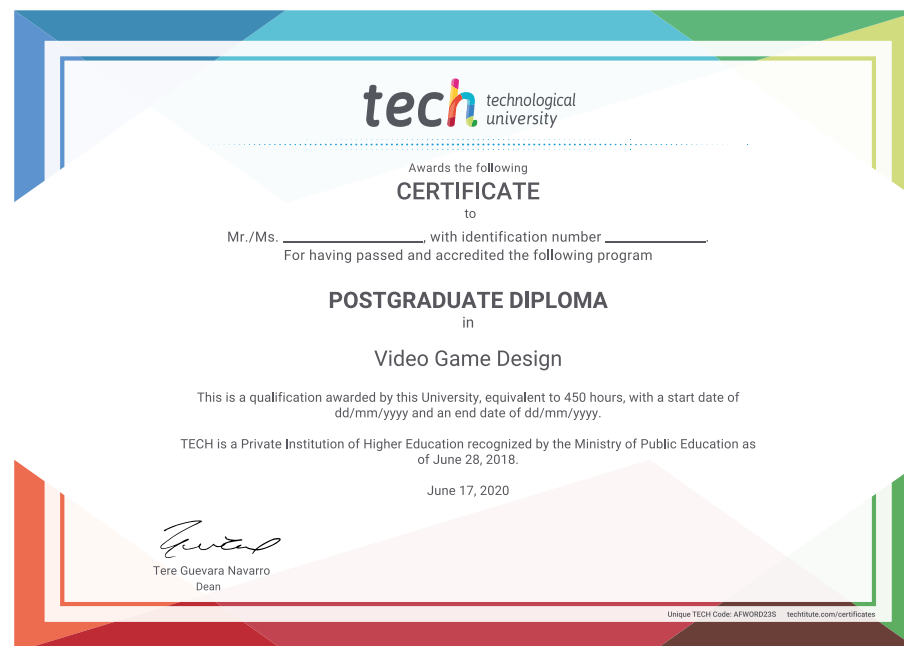 tech technological
university
Awards the following
CERTIFICATE
to
Mr./Ms. ____________, with identification number ____________.
For having passed and accredited the following program
POSTGRADUATE DIPLOMA
in
Video Game Design
This is a qualification awarded by this University, equivalent to 450 hours, with a start date of
dd/mm/yyyy and an end date of dd/mm/yyyy.
TECH is a Private Institution of Higher Education recognized by the Ministry of Public Education as
of June 28, 2018.
June 17, 2020
Tere Guevara Navarro
Dean
Unique TECH Code: AFWORD23S techtitute.com/certificates